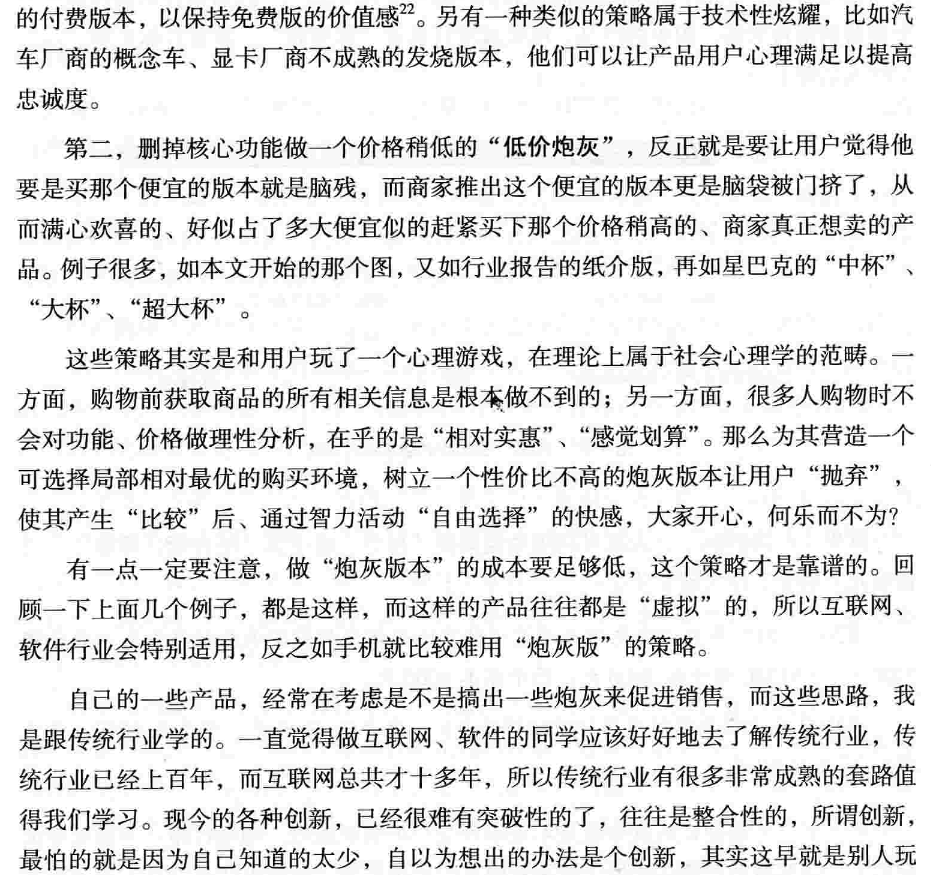 的付费版本，以保持免费版的价值感22。另有一种类似的策略属于技术性炫耀，比如汽
车厂商的概念车、显卡厂商不成熟的发烧版本，他们可以让产品用户心理满足以提高
忠诚度。
第二，删掉核心功能做一个价格稍低的“低价炮灰”，反正就是要让用户觉得他
要是买那个便宜的版本就是脑残，而商家推出这个便宜的版本更是脑袋被门挤了，从
而满心欢喜的、好似占了多大便宜似的赶紧买下那个价格稍高的、商家真正想卖的产
品。例子很多，如本文开始的那个图，又如行业报告的纸介版，再如星巴克的“中杯”、
“大杯”、“超大杯”。
这些策略其实是和用户玩了一个心理游戏，在理论上属于社会心理学的范畴。一
方面，购物前获取商品的所有相关信息是根本做不到的；另一方面，很多人购物时不
会对功能、价格做理性分析，在乎的是“相对实惠”、“感觉划算”。那么为其营造一个
可选择局部相对最优的购买环境，树立一个性价比不高的炮灰版本让用户“抛弃”，
使其产生“比较”后、通过智力活动“自由选择”的快感，大家开心，何乐而不为？
有一点一定要注意，做“炮灰版本”的成本要足够低，这个策略才是靠谱的。回
顾一下上面几个例子，都是这样，而这样的产品往往都是“虚拟”的，所以互联网、
软件行业会特别适用，反之如手机就比较难用“炮灰版”的策略。
自己的一些产品，经常在考虑是不是搞出一些炮灰来促进销售，而这些思路，我
是跟传统行业学的。一直觉得做互联网、软件的同学应该好好地去了解传统行业，传
统行业已经上百年，而互联网总共才十多年，所以传统行业有很多非常成熟的套路值
得我们学习。现今的各种创新，已经很难有突破性的了，往往是整合性的，所谓创新，
最怕的就是因为自己知道的太少，自以为想出的办法是个创新，其实这早就是别人玩